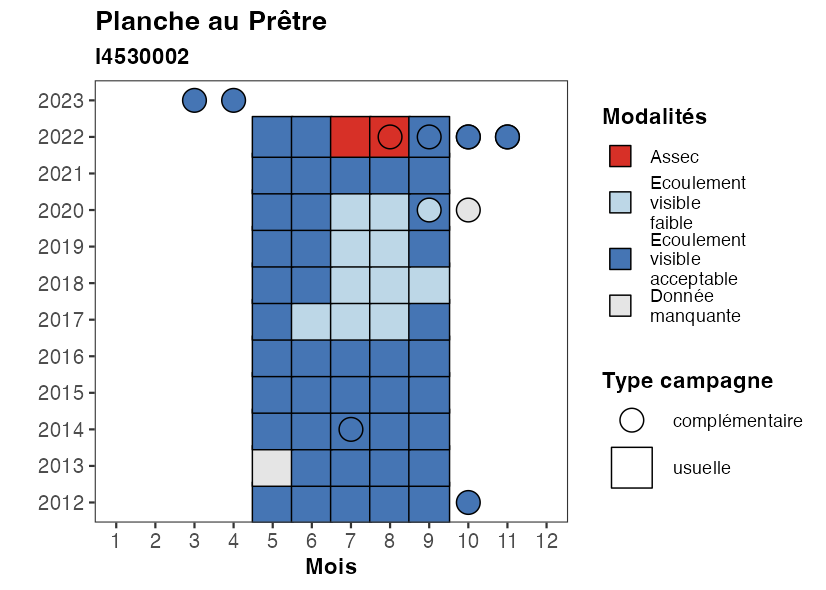 Planche au Prêtre
I4530002
2023
2022
2021
2020
2019
2018
2017
2016
2015
2014
2013
2012
1 2 3 4 5 6 7 8 9 10 11 12
Mois
Modalités
Assec
Ecoulement
visible
faible
Ecoulement
visible
acceptable
Donnée
manquante
Type campagne
complémentaire
usuelle